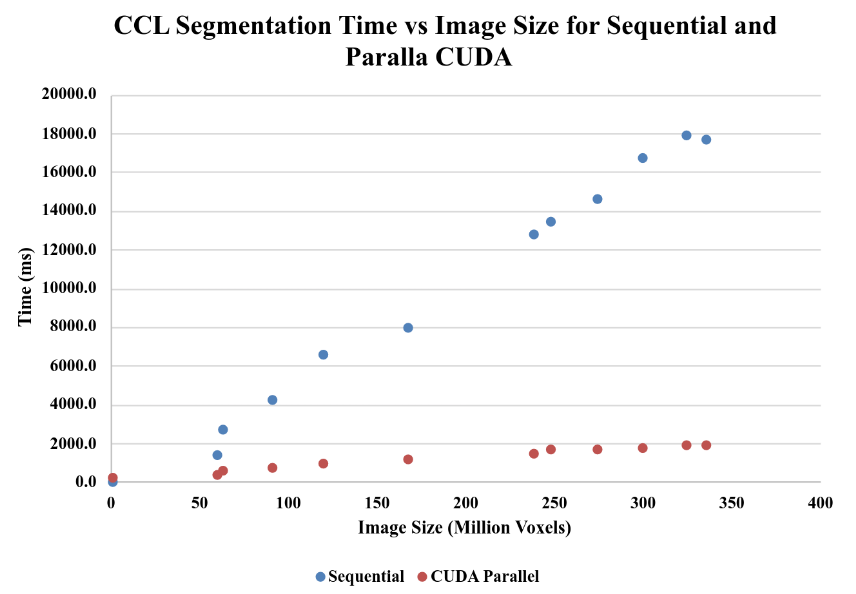 CCL Segmentation Time vs Image Size for Sequential and
Paralla CUDA
20000.0
18000.0
16000.0
14000.0
12000.0
10000.0
8000.0
6000.0
4000.0
2000.0
0.0
Time (ms)
0 50 100 150 200 250 300 350 400
Image Size (Million Voxels)
Sequential CUDA Parallel